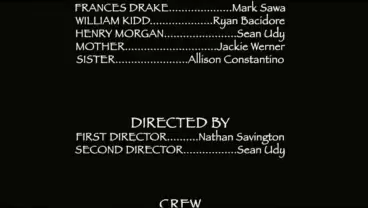 FRANCES DRAKE.....................Mark Sawa
WILLIAM KIDD.................Ryan Bacidore
HENRY MORGAN........................Sean Udy
MOTHER..............................Jackie Werner
SISTER......................Allison Constantino
DIRECTED BY
FIRST DIRECTOR..........Nathan Savington
SECOND DIRECTOR..................Sean Udy
CREW